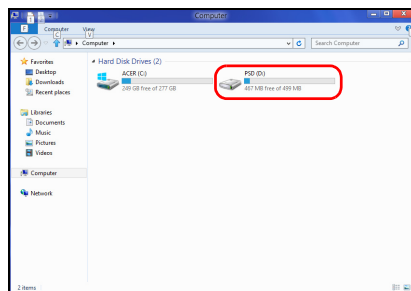 Computer
F Computer View
C V
Computer
Search Computer
Favorites
Desktop
Downloads
Recent places
Libraries
Documents
Music
Pictures
Videos
Computer
Network
Hard Disk Drives (2)
ACER (C:)
249 GB free of 277 GB
PSD (D:)
467 MB free of 499 MB
2 items